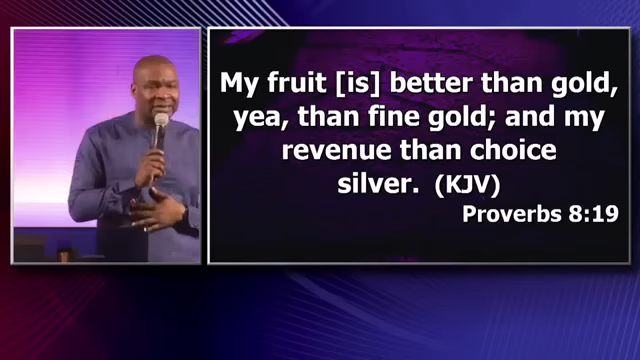 My fruit [is] better than gold,
yea, than fine gold; and my
revenue than choice
silver. (KJV)
Proverbs 8:19